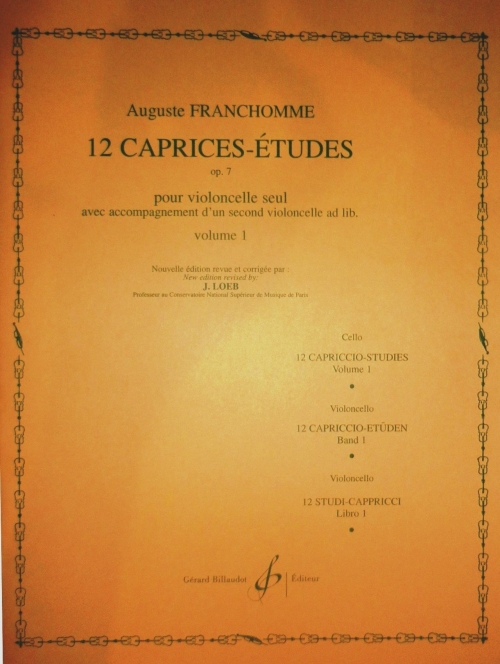 Auguste FRANCHOMME
12 CAPRICES-ÉTUDES
op. 7
pour violoncelle seul
avec accompagnement d'un second violoncelle ad lib.
volume 1
Nouvelle édition revue et corrigée par :
New edition revised by:
J. LOEB
Professeur au Conservatoire National Supérieur de Musique de Paris
Cello
12 CAPRICCIO-STUDIES
Volume 1
Violoncello
12 CAPRICCIO-ETÜDEN
Band 1
Violoncello
12 STUDI-CAPPRICCI
Libro 1
Gérard Billaudot Éditeur